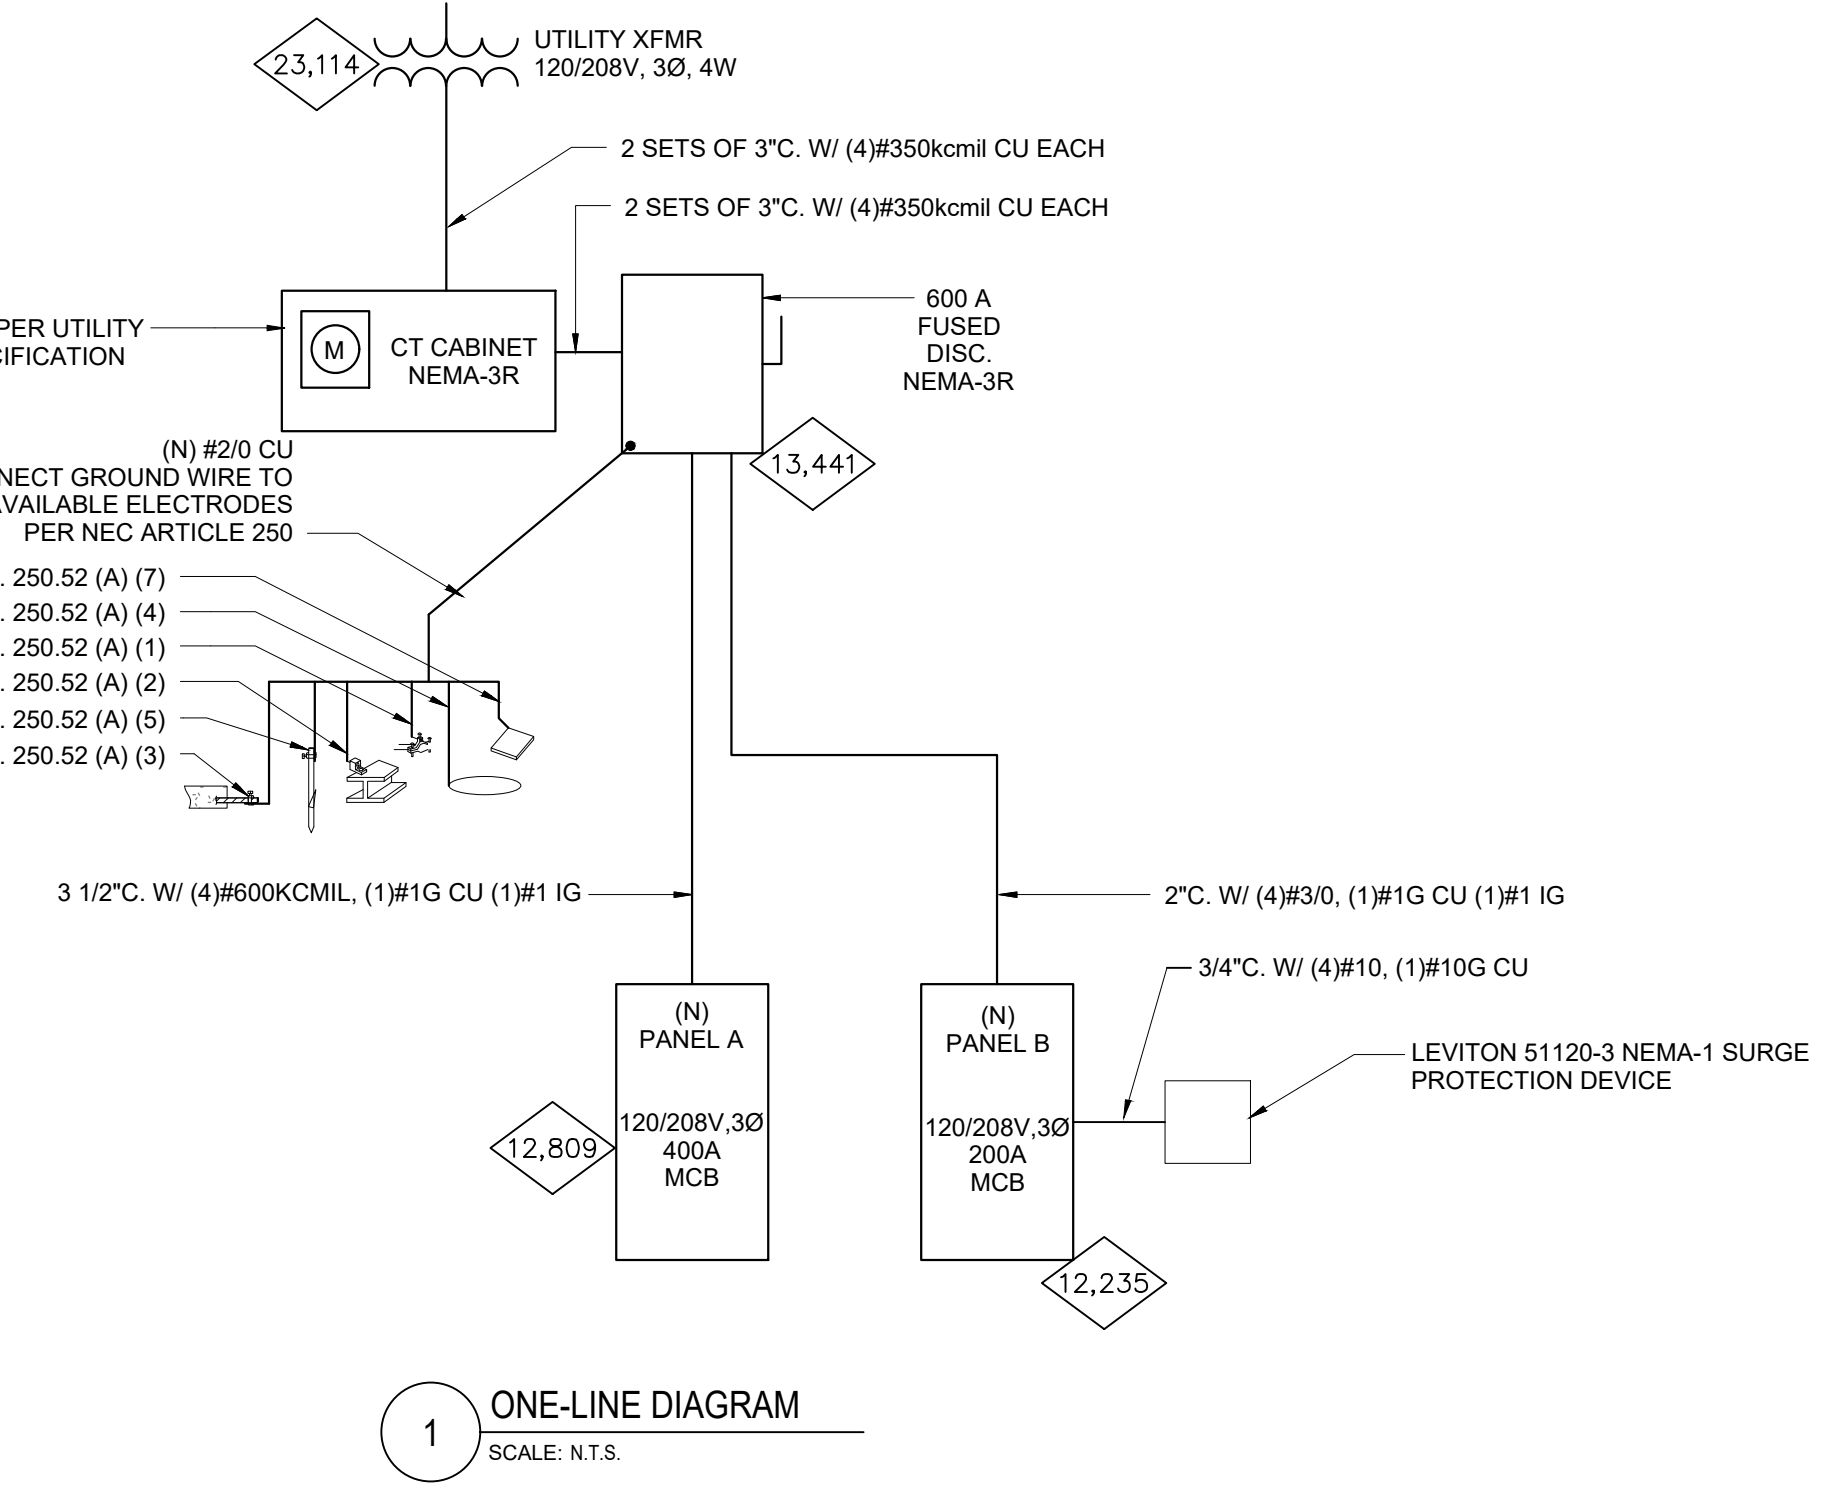 23,114
UTILITY XFMR
120/208V, 3Ø, 4W
2 SETS OF 3"C. W/ (4)#350kcmil CU EACH
2 SETS OF 3"C. W/ (4)#350kcmil CU EACH
PER UTILITY
CIFICATION
M
CT CABINET
NEMA-3R
600 A
FUSED
DISC.
NEMA-3R
13,441
(N) #2/0 CU
NECT GROUND WIRE TO
AVAILABLE ELECTRODES
PER NEC ARTICLE 250
. 250.52 (A) (7)
. 250.52 (A) (4)
. 250.52 (A) (1)
. 250.52 (A) (2)
. 250.52 (A) (5)
. 250.52 (A) (3)
3 1/2"C. W/ (4)#600KCMIL, (1)#1G CU (1)#1 IG
2"C. W/ (4)#3/0, (1)#1G CU (1)#1 IG
3/4"C. W/ (4)#10, (1)#10G CU
(N)
PANEL A
120/208V,3Ø
400A
MCB
12,809
(N)
PANEL B
120/208V,3Ø
200A
MCB
12,235
LEVITON 51120-3 NEMA-1 SURGE
PROTECTION DEVICE
1
ONE-LINE DIAGRAM
SCALE: N.T.S.